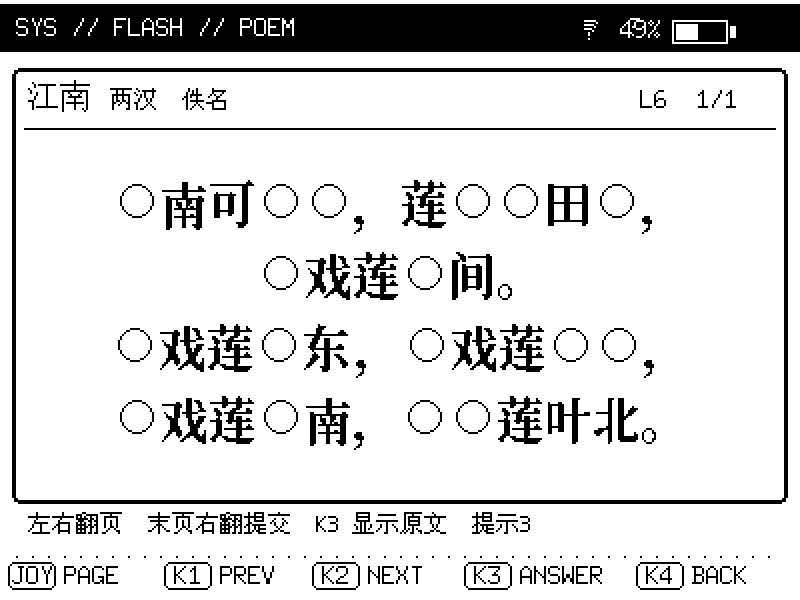 SYS // FLASH // POEM 49%
江南 两汉 佚名 L6 1/1
○南可○○，莲○○田○，
○戏莲○间。
○戏莲○东，○戏莲○○，
○戏莲○南，○○莲叶北。
左右翻页 末页右翻提交 K3 显示原文 提示3
JOY PAGE K1 PREV K2 NEXT K3 ANSWER K4 BACK